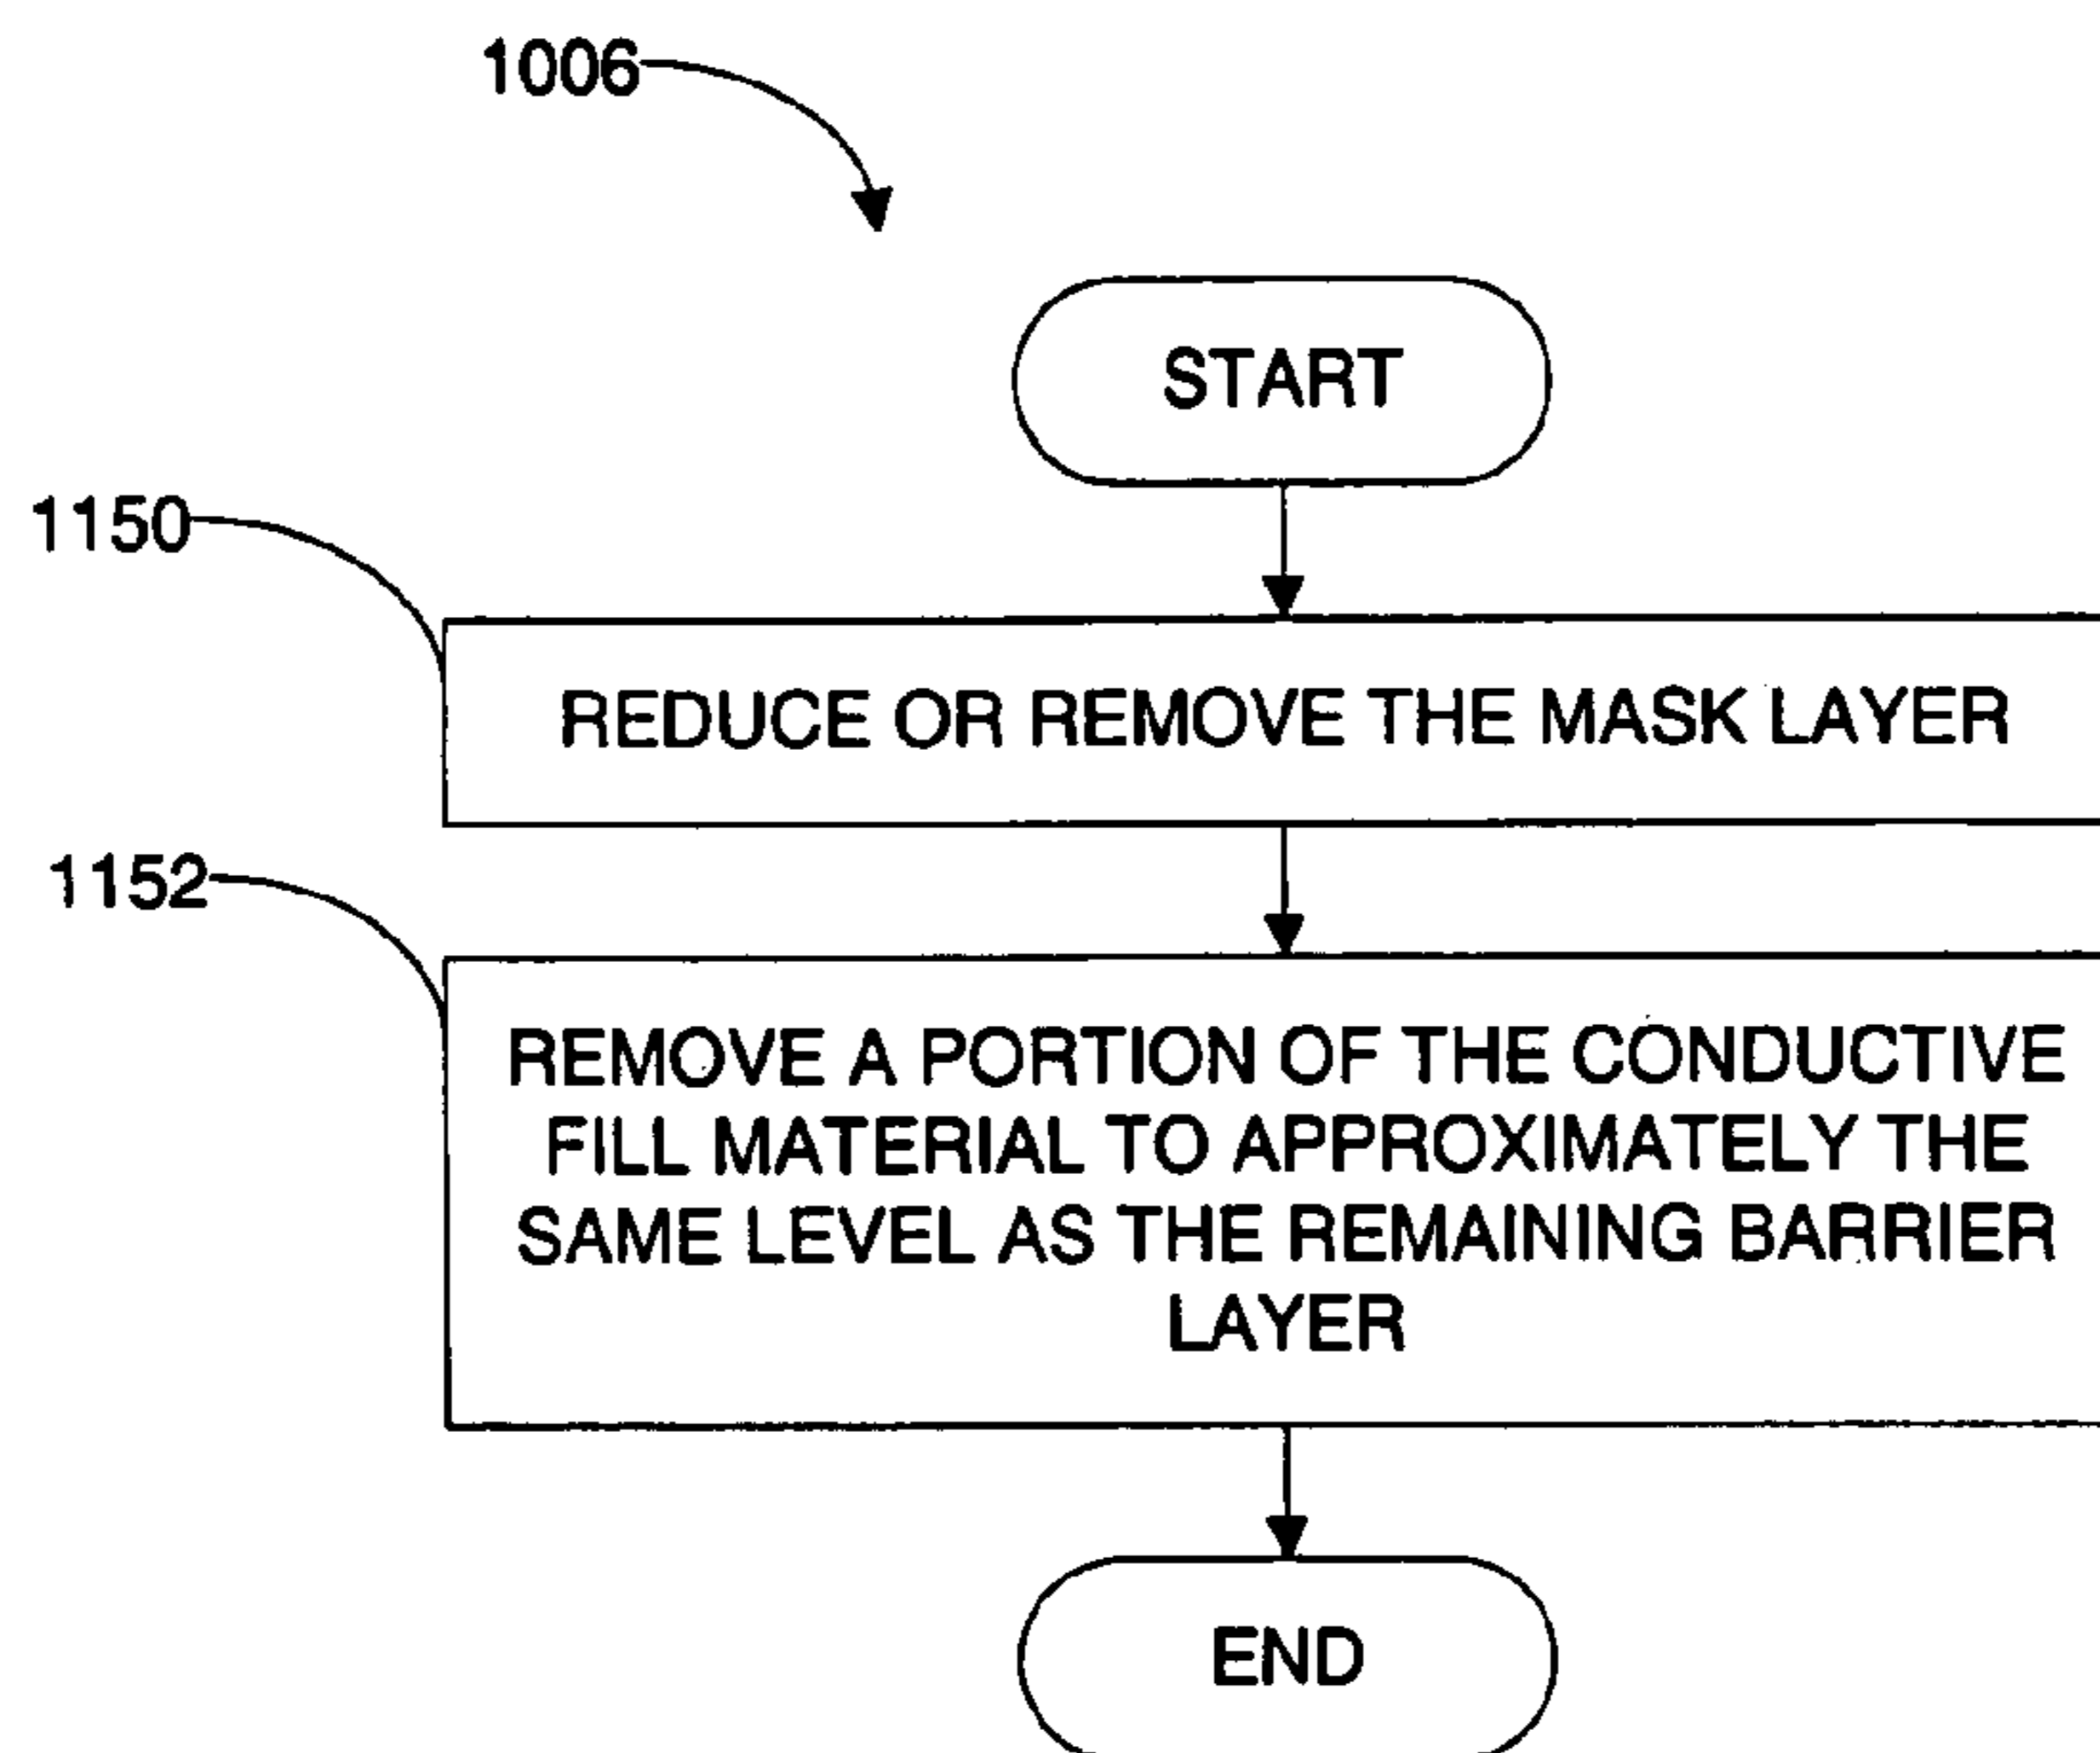 1006
START
1150
REDUCE OR REMOVE THE MASK LAYER
1152
REMOVE A PORTION OF THE CONDUCTIVE
FILL MATERIAL TO APPROXIMATELY THE
SAME LEVEL AS THE REMAINING BARRIER
LAYER
END